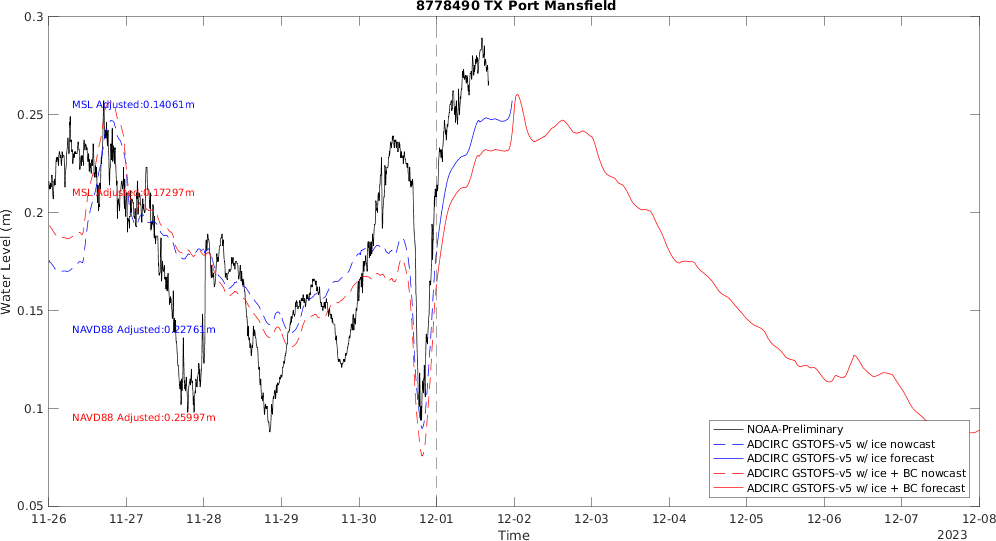 8778490 TX Port Mansfield
0.3
0.25
0.2
0.15
0.1
0.05
Water Level (m)
MSL Adjusted:0.14061m
MSL Adjusted:0.17297m
NAVD88 Adjusted:0.22761m
NAVD88 Adjusted:0.25997m
NOAA-Preliminary
ADCIRC GSTOFS-v5 w/ ice nowcast
ADCIRC GSTOFS-v5 w/ ice forecast
ADCIRC GSTOFS-v5 w/ ice + BC nowcast
ADCIRC GSTOFS-v5 w/ ice + BC forecast
11-26 11-27 11-28 11-29 11-30 12-01 12-02 12-03 12-04 12-05 12-06 12-07 12-08
Time
2023